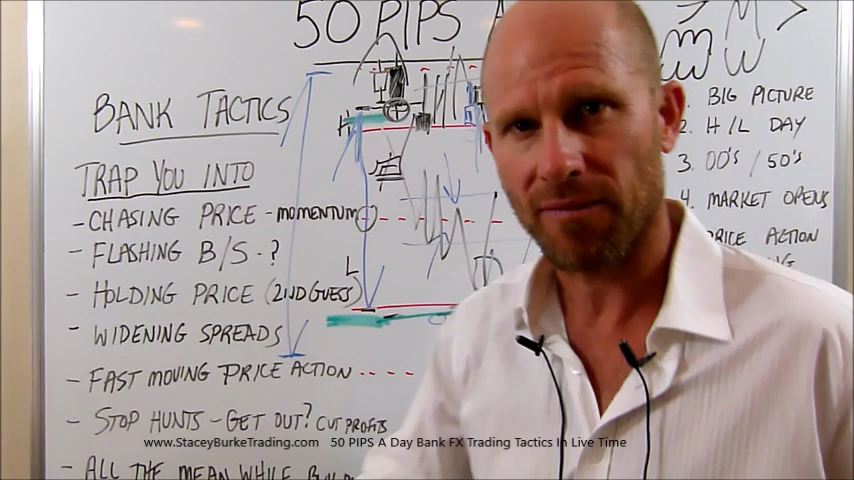 50 PIPS A
BANK TACTICS
TRAP YOU INTO
- CHASING PRICE - MOMENTUM
- FLASHING B/S - ?
- HOLDING PRICE (2ND GUESS)
- WIDENING SPREADS
- FAST MOVING PRICE ACTION
- STOP HUNTS - GET OUT? CUT PROFITS
- ALL THE MEAN WHILE
H
L
1. BIG PICTURE
2. H/L DAY
3. 00's / 50's
4. MARKET OPENS
PRICE ACTION
www.StaceyBurkeTrading.com 50 PIPS A Day Bank FX Trading Tactics In Live Time